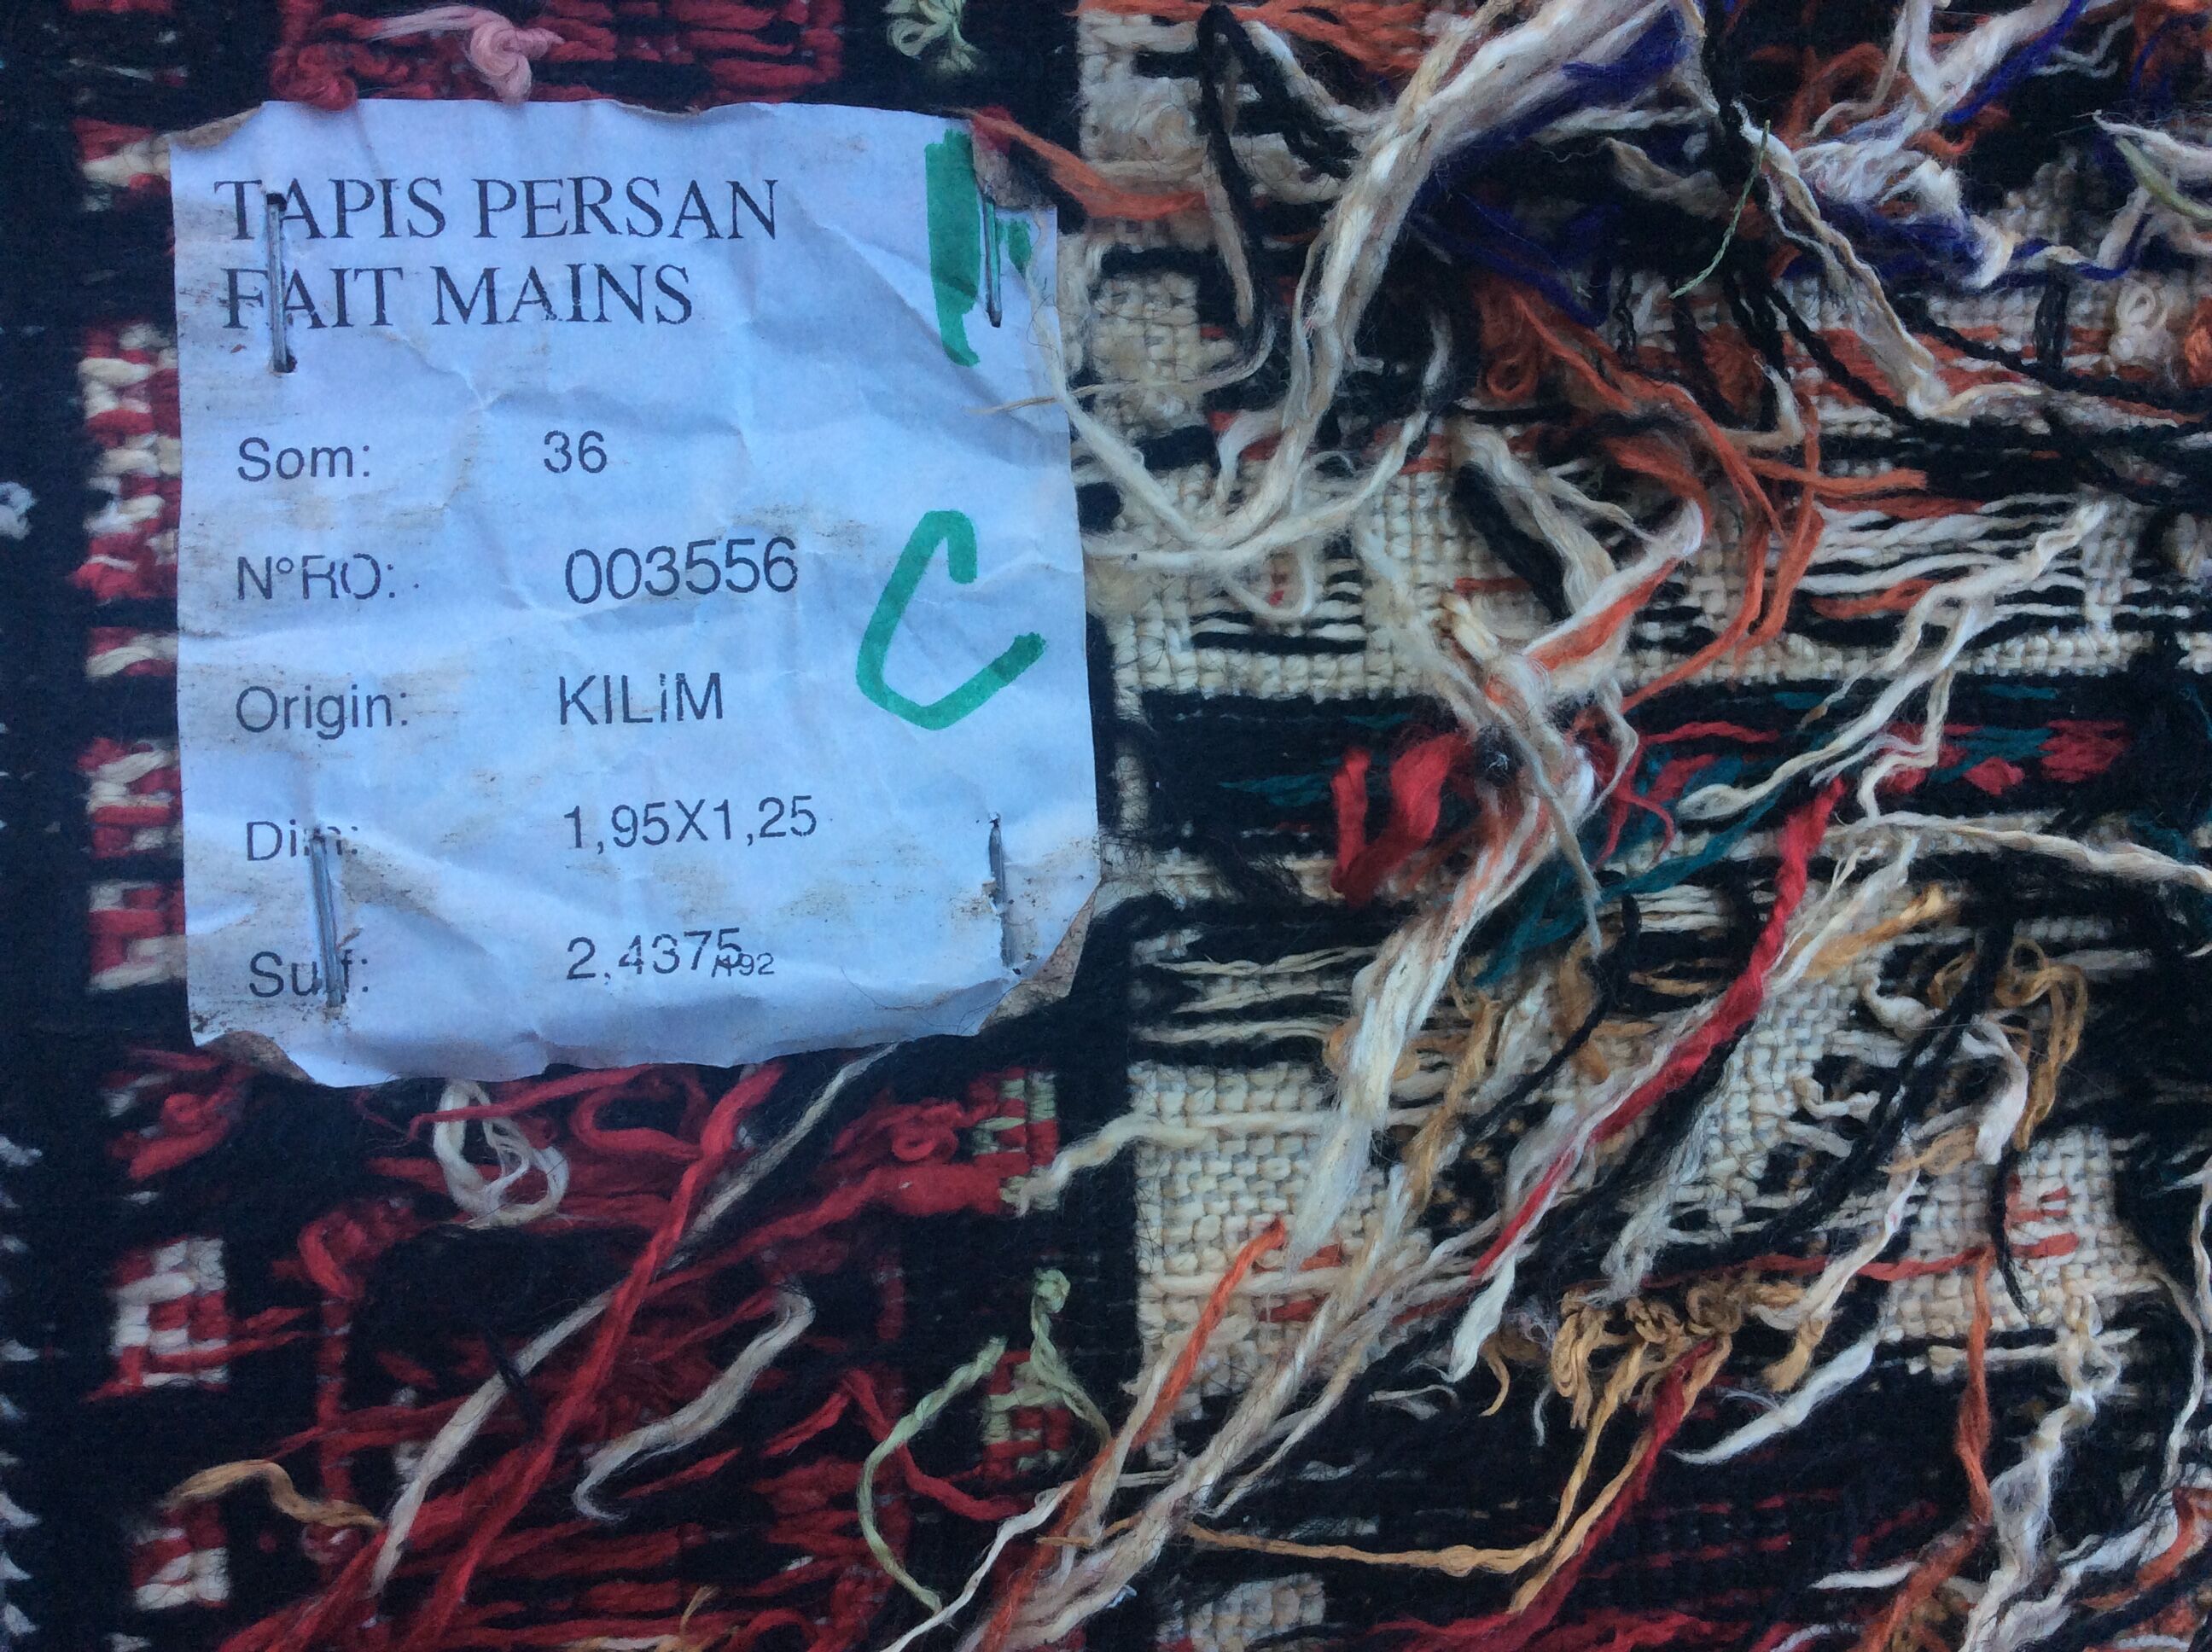 TAPIS PERSAN
FAIT MAINS
Som: 36
N°RO: 003556
Origin: KILiM
Dim: 1,95X1,25
Surf: 2,4375
C